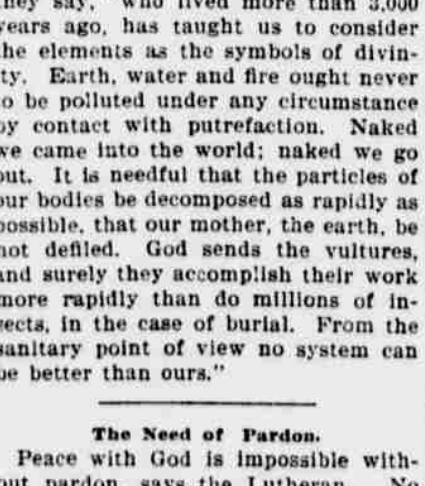 they say, "who lived more than 3,000
years ago, has taught us to consider
the elements as the symbols of divin-
ity. Earth, water and fire ought never
to be polluted under any circumstance
by contact with putrefaction. Naked
we came into the world; naked we go
out. It is needful that the particles of
our bodies be decomposed as rapidly as
possible, that our mother, the earth, be
not defiled. God sends the vultures,
and surely they accomplish their work
more rapidly than do millions of in-
sects, in the case of burial. From the
sanitary point of view no system can
be better than ours."
The Need of Pardon.
Peace with God is impossible with-
out pardon, says the Lutheran. No